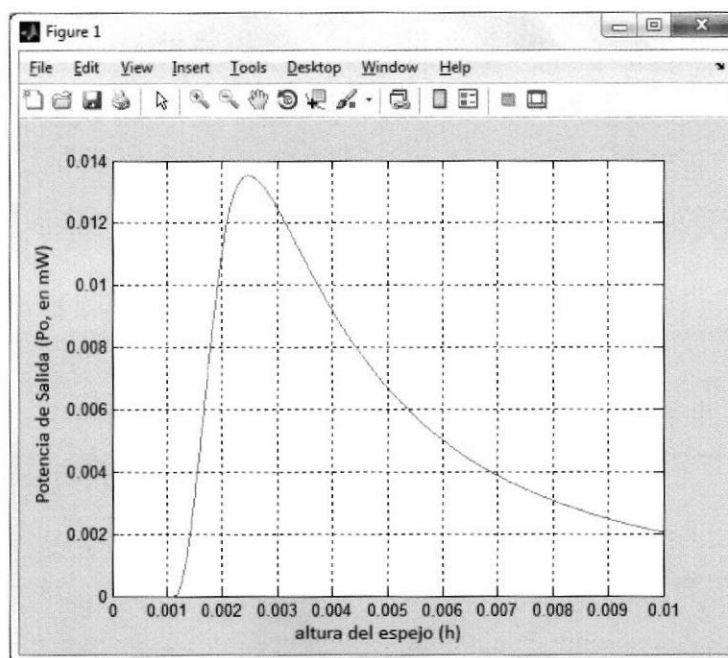 Figure 1
File Edit View Insert Tools Desktop Window Help
0.014
0.012
0.01
0.008
0.006
0.004
0.002
0
Potencia de Salida (Po, en mW)
0 0.001 0.002 0.003 0.004 0.005 0.006 0.007 0.008 0.009 0.01
altura del espejo (h)